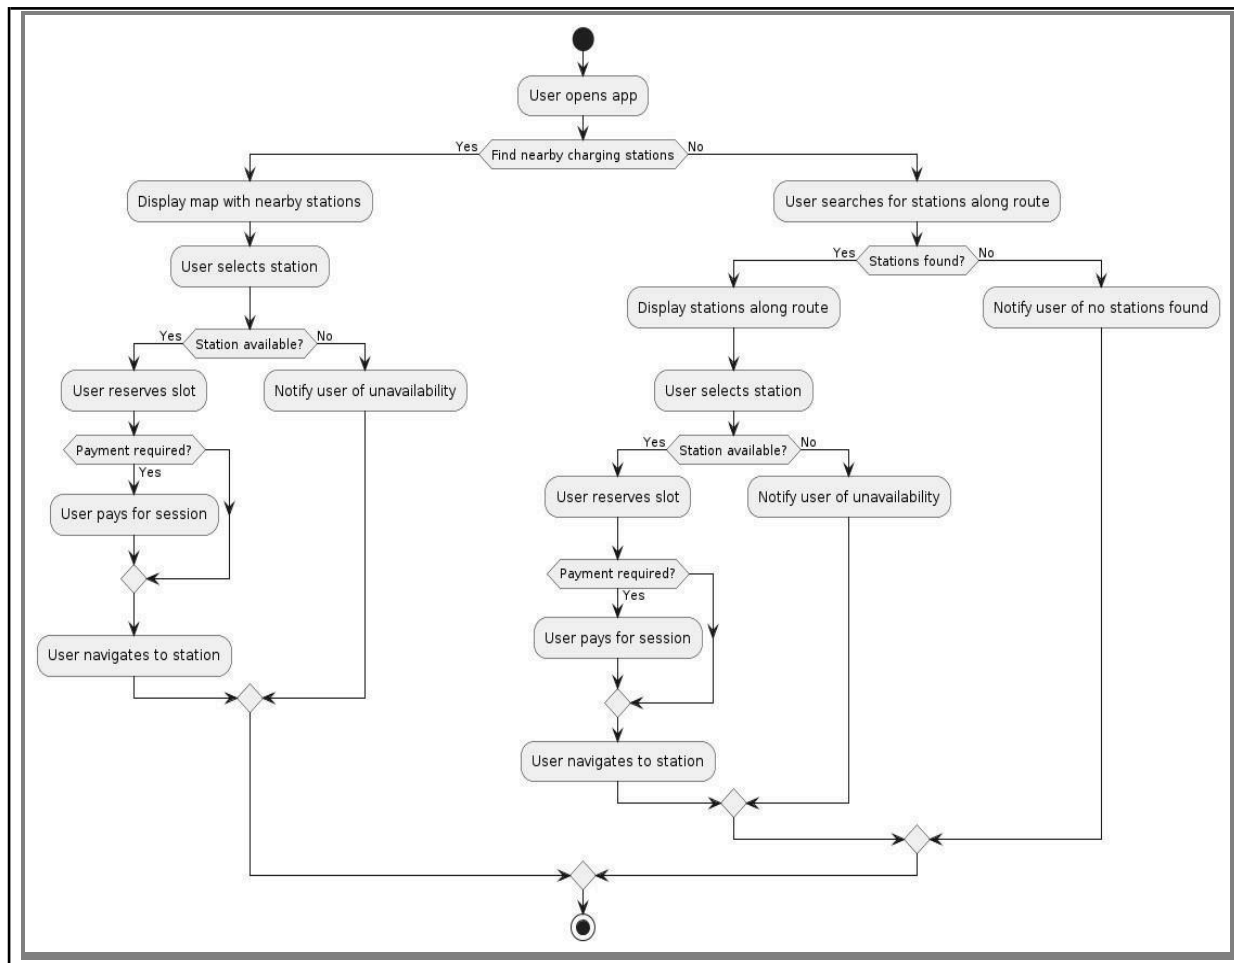 User opens app
Yes
Find nearby charging stations
No
Display map with nearby stations
User searches for stations along route
User selects station
Yes
Stations found?
No
Display stations along route
Notify user of no stations found
Yes
Station available?
No
User reserves slot
Notify user of unavailability
User selects station
Payment required?
Yes
Yes
Station available?
No
User pays for session
User reserves slot
Notify user of unavailability
Payment required?
Yes
User pays for session
User navigates to station
User navigates to station